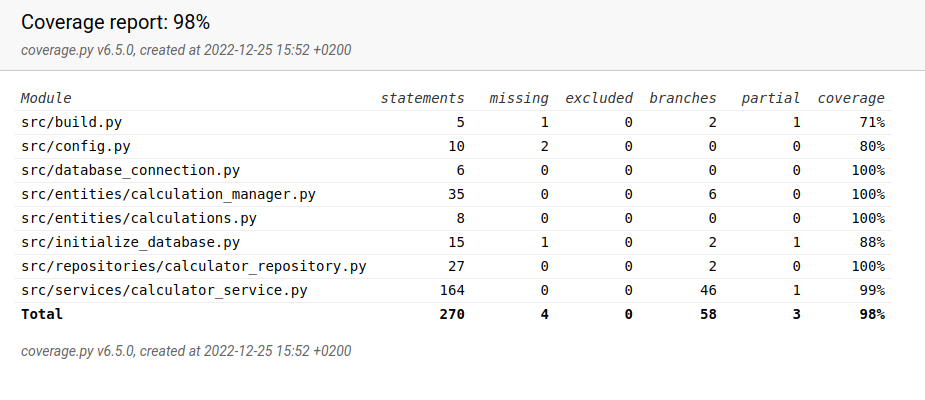 Coverage report: 98%
coverage.py v6.5.0, created at 2022-12-25 15:52 +0200
Module statements missing excluded branches partial coverage
src/build.py 5 1 0 2 1 71%
src/config.py 10 2 0 0 0 80%
src/database_connection.py 6 0 0 0 0 100%
src/entities/calculation_manager.py 35 0 0 6 0 100%
src/entities/calculations.py 8 0 0 0 0 100%
src/initialize_database.py 15 1 0 2 1 88%
src/repositories/calculator_repository.py 27 0 0 2 0 100%
src/services/calculator_service.py 164 0 0 46 1 99%
Total 270 4 0 58 3 98%
coverage.py v6.5.0, created at 2022-12-25 15:52 +0200